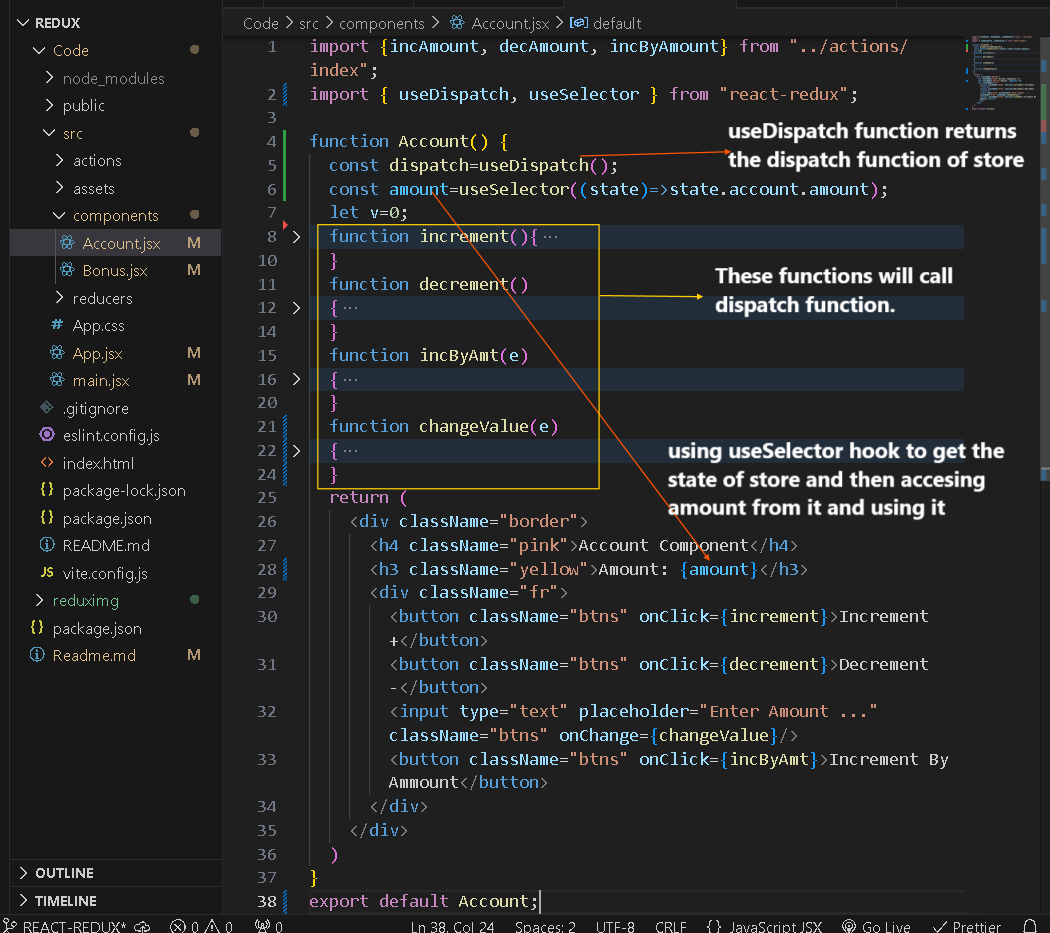 REDUX
Code
node_modules
public
src
actions
assets
components
Account.jsx M
Bonus.jsx M
reducers
App.css
App.jsx M
main.jsx M
.gitignore
eslint.config.js
index.html
package-lock.json
package.json
README.md
JS vite.config.js
reduximg
package.json
Readme.md M
OUTLINE
TIMELINE
Code > src > components > Account.jsx > default
1 import {incAmount, decAmount, incByAmount} from "../actions/
index";
2 import { useDispatch, useSelector } from "react-redux";
3
4 function Account() {
5 const dispatch=useDispatch();
6 const amount=useSelector((state)=>state.account.amount);
7 let v=0;
8 function increment(){ ...
10 }
11 function decrement()
12 { ...
14 }
15 function incByAmt(e)
16 { ...
20 }
21 function changeValue(e)
22 { ...
24 }
25 return (
26 <div className="border">
27 <h4 className="pink">Account Component</h4>
28 <h3 className="yellow">Amount: {amount}</h3>
29 <div className="fr">
30 <button className="btns" onClick={increment}>Increment
+</button>
31 <button className="btns" onClick={decrement}>Decrement
-</button>
32 <input type="text" placeholder="Enter Amount ..."
className="btns" onChange={changeValue}/>
33 <button className="btns" onClick={incByAmt}>Increment By
Ammount</button>
34 </div>
35 </div>
36 )
37 }
38 export default Account;
useDispatch function returns
the dispatch function of store
These functions will call
dispatch function.
using useSelector hook to get the
state of store and then accesing
amount from it and using it
REACT-REDUX* 0 0 0 Ln 38, Col 24 Spaces: 2 UTF-8 CRLF {} JavaScript JSX Go Live Prettier